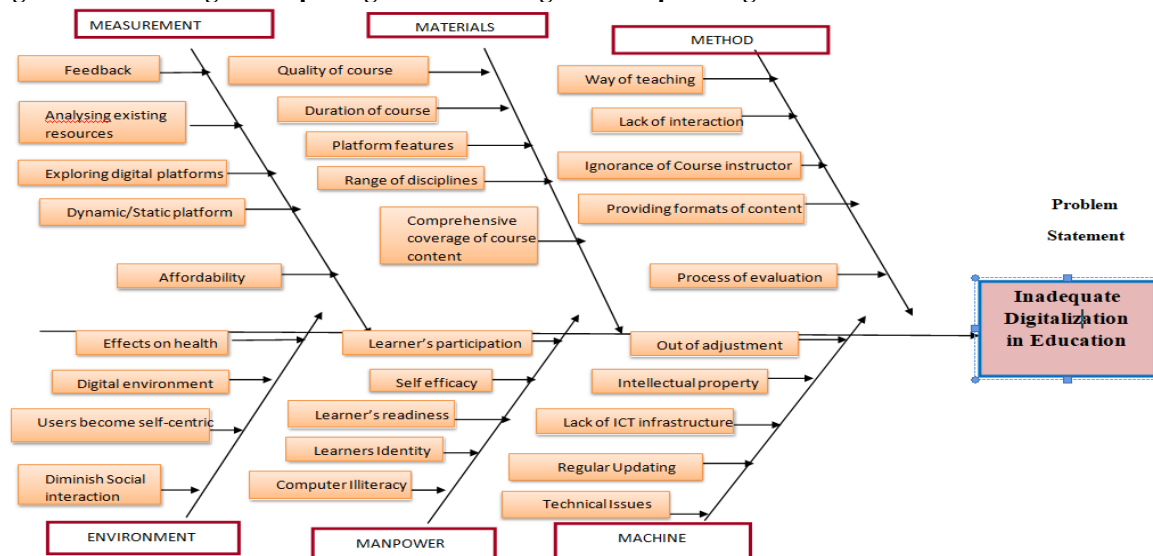 MEASUREMENT
MATERIALS
METHOD
Feedback
Analysing existing
resources
Exploring digital platforms
Dynamic/Static platform
Affordability
Quality of course
Duration of course
Platform features
Range of disciplines
Comprehensive
coverage of course
content
Way of teaching
Lack of interaction
Ignorance of Course instructor
Providing formats of content
Process of evaluation
Problem
Statement
Inadequate
Digitalization
in Education
Effects on health
Digital environment
Users become self-centric
Diminish Social
interaction
Learner's participation
Self efficacy
Learner's readiness
Learners Identity
Computer Illiteracy
Out of adjustment
Intellectual property
Lack of ICT infrastructure
Regular Updating
Technical Issues
ENVIRONMENT
MANPOWER
MACHINE